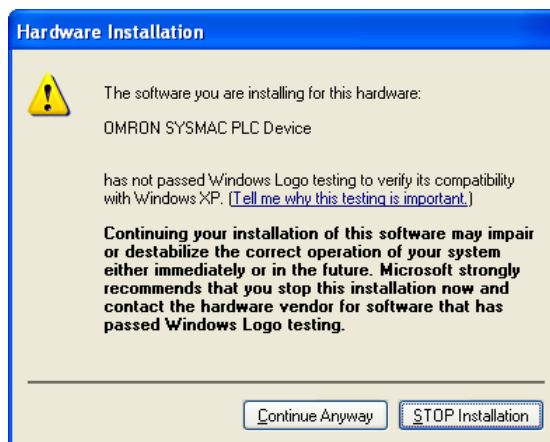 Hardware Installation
The software you are installing for this hardware:
OMRON SYSMAC PLC Device
has not passed Windows Logo testing to verify its compatibility
with Windows XP. (Tell me why this testing is important.)
Continuing your installation of this software may impair
or destabilize the correct operation of your system
either immediately or in the future. Microsoft strongly
recommends that you stop this installation now and
contact the hardware vendor for software that has
passed Windows Logo testing.
Continue Anyway
STOP Installation